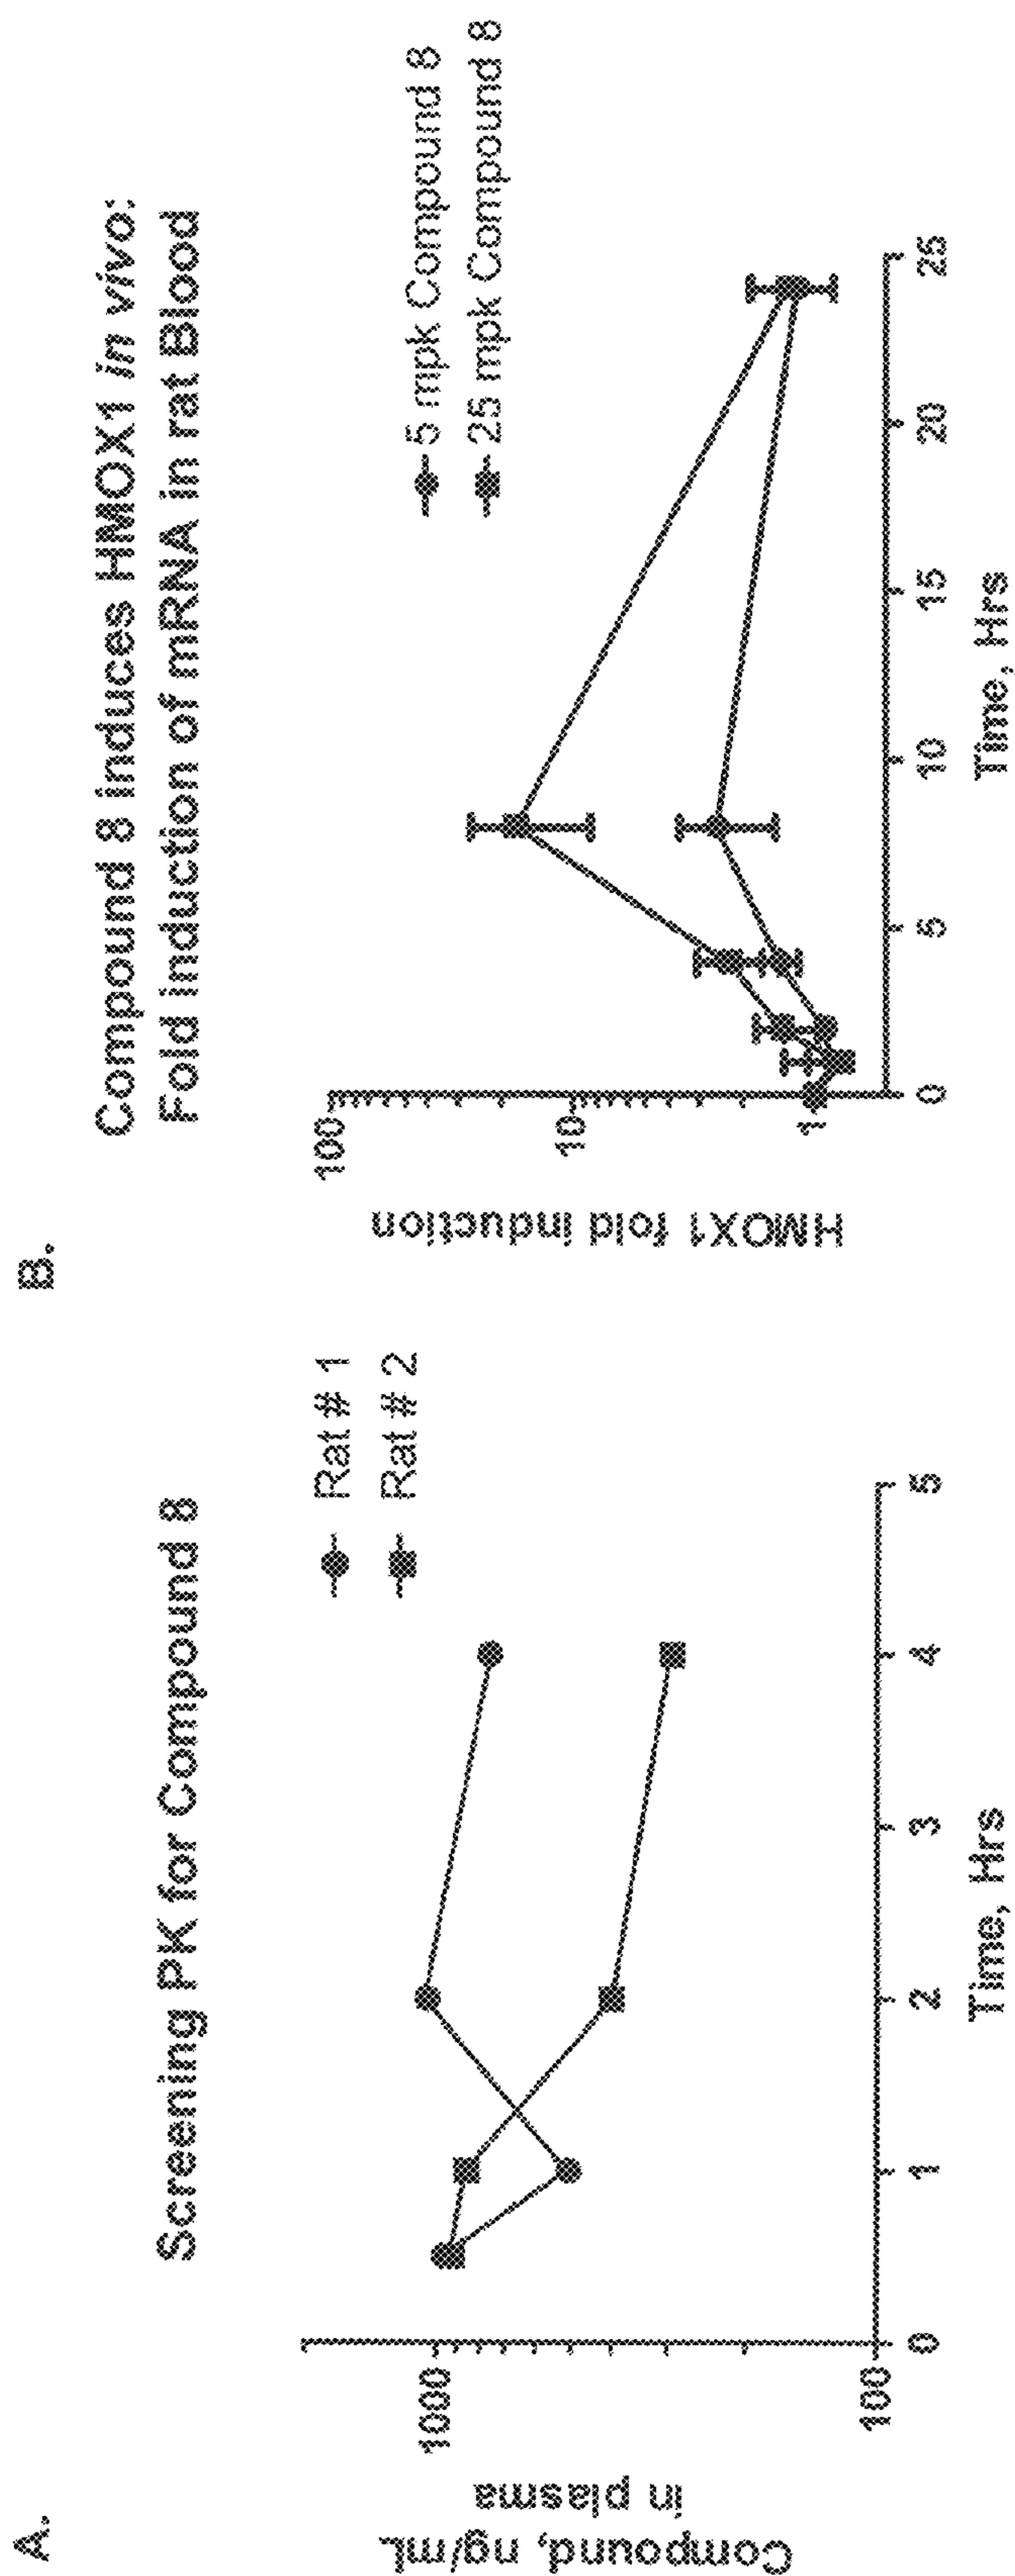 A.
Screening PK for Compound 8
Rat # 1
Rat # 2
Compound, ng/mL
in plasma
1000
100
0
1
2
3
4
5
Time, Hrs
B.
Compound 8 induces HMOX1 in vivo:
Fold induction of mRNA in rat Blood
5 mpk Compound 8
25 mpk Compound 8
HMOX1 fold induction
100
10
1
0
5
10
15
20
25
Time, Hrs